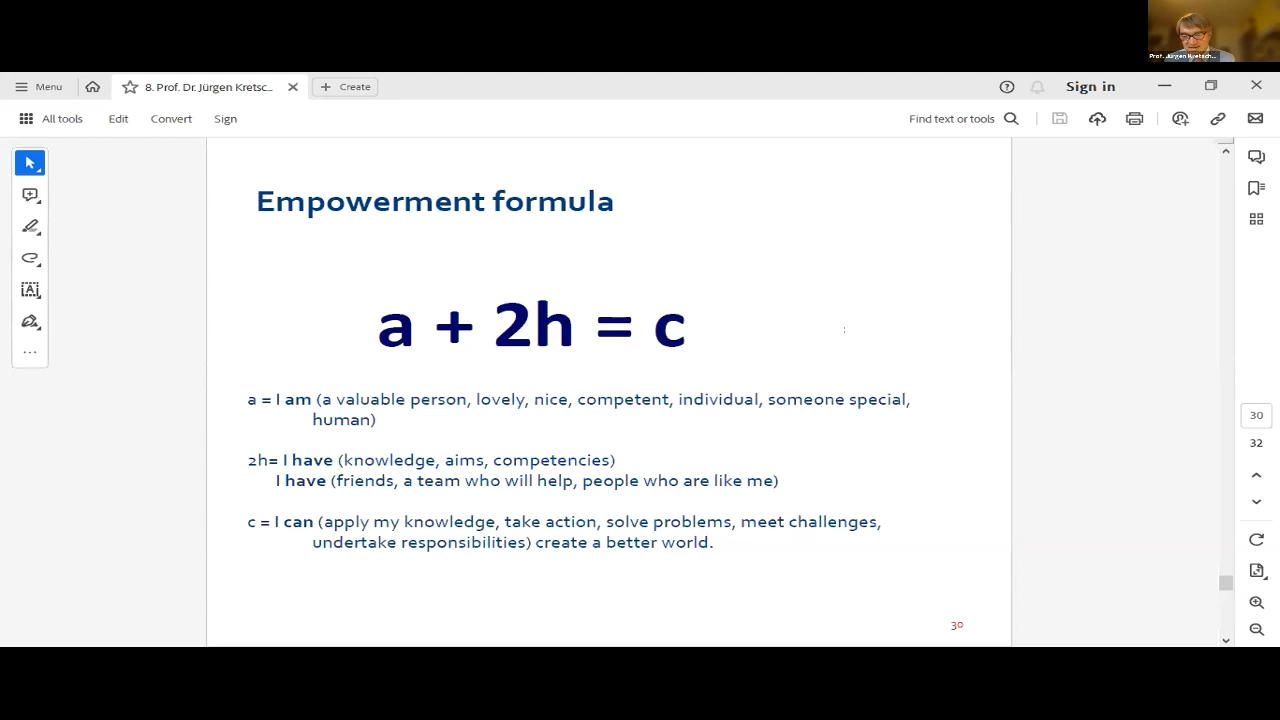 Prof. Jürgen Kretsch...
Menu
8. Prof. Dr. Jürgen Kretsc...
Create
Sign in
All tools
Edit
Convert
Sign
Find text or tools
Empowerment formula
a + 2h = c
a = I am (a valuable person, lovely, nice, competent, individual, someone special,
human)
2h= I have (knowledge, aims, competencies)
I have (friends, a team who will help, people who are like me)
c = I can (apply my knowledge, take action, solve problems, meet challenges,
undertake responsibilities) create a better world.
30
30
32